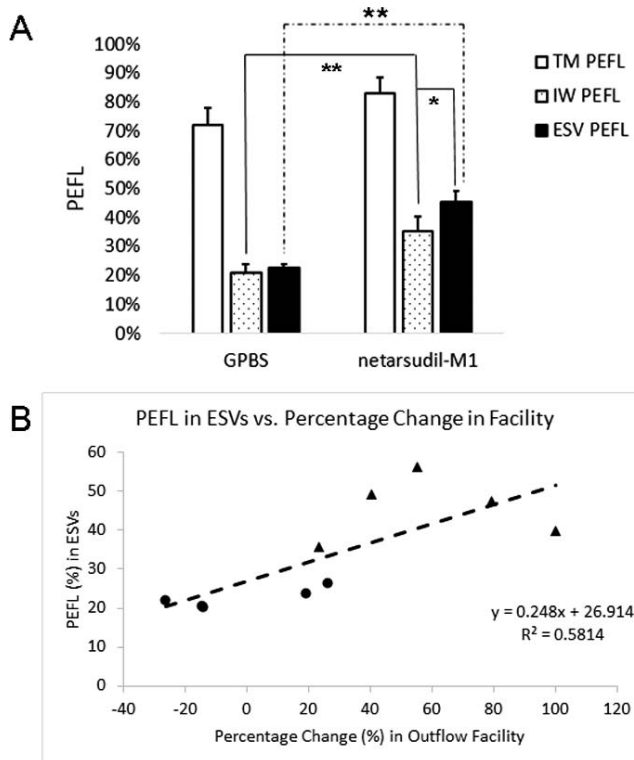 A
**
100%
90%
80%
70%
60%
50%
40%
30%
20%
10%
0%
PEFL
**
*
TM PEFL
IW PEFL
ESV PEFL
GPBS
netarsudil-M1
B
PEFL in ESVs vs. Percentage Change in Facility
60
50
40
30
20
10
0
PEFL (%) in ESVs
y = 0.248x + 26.914
R² = 0.5814
-40 -20 0 20 40 60 80 100 120
Percentage Change (%) in Outflow Facility